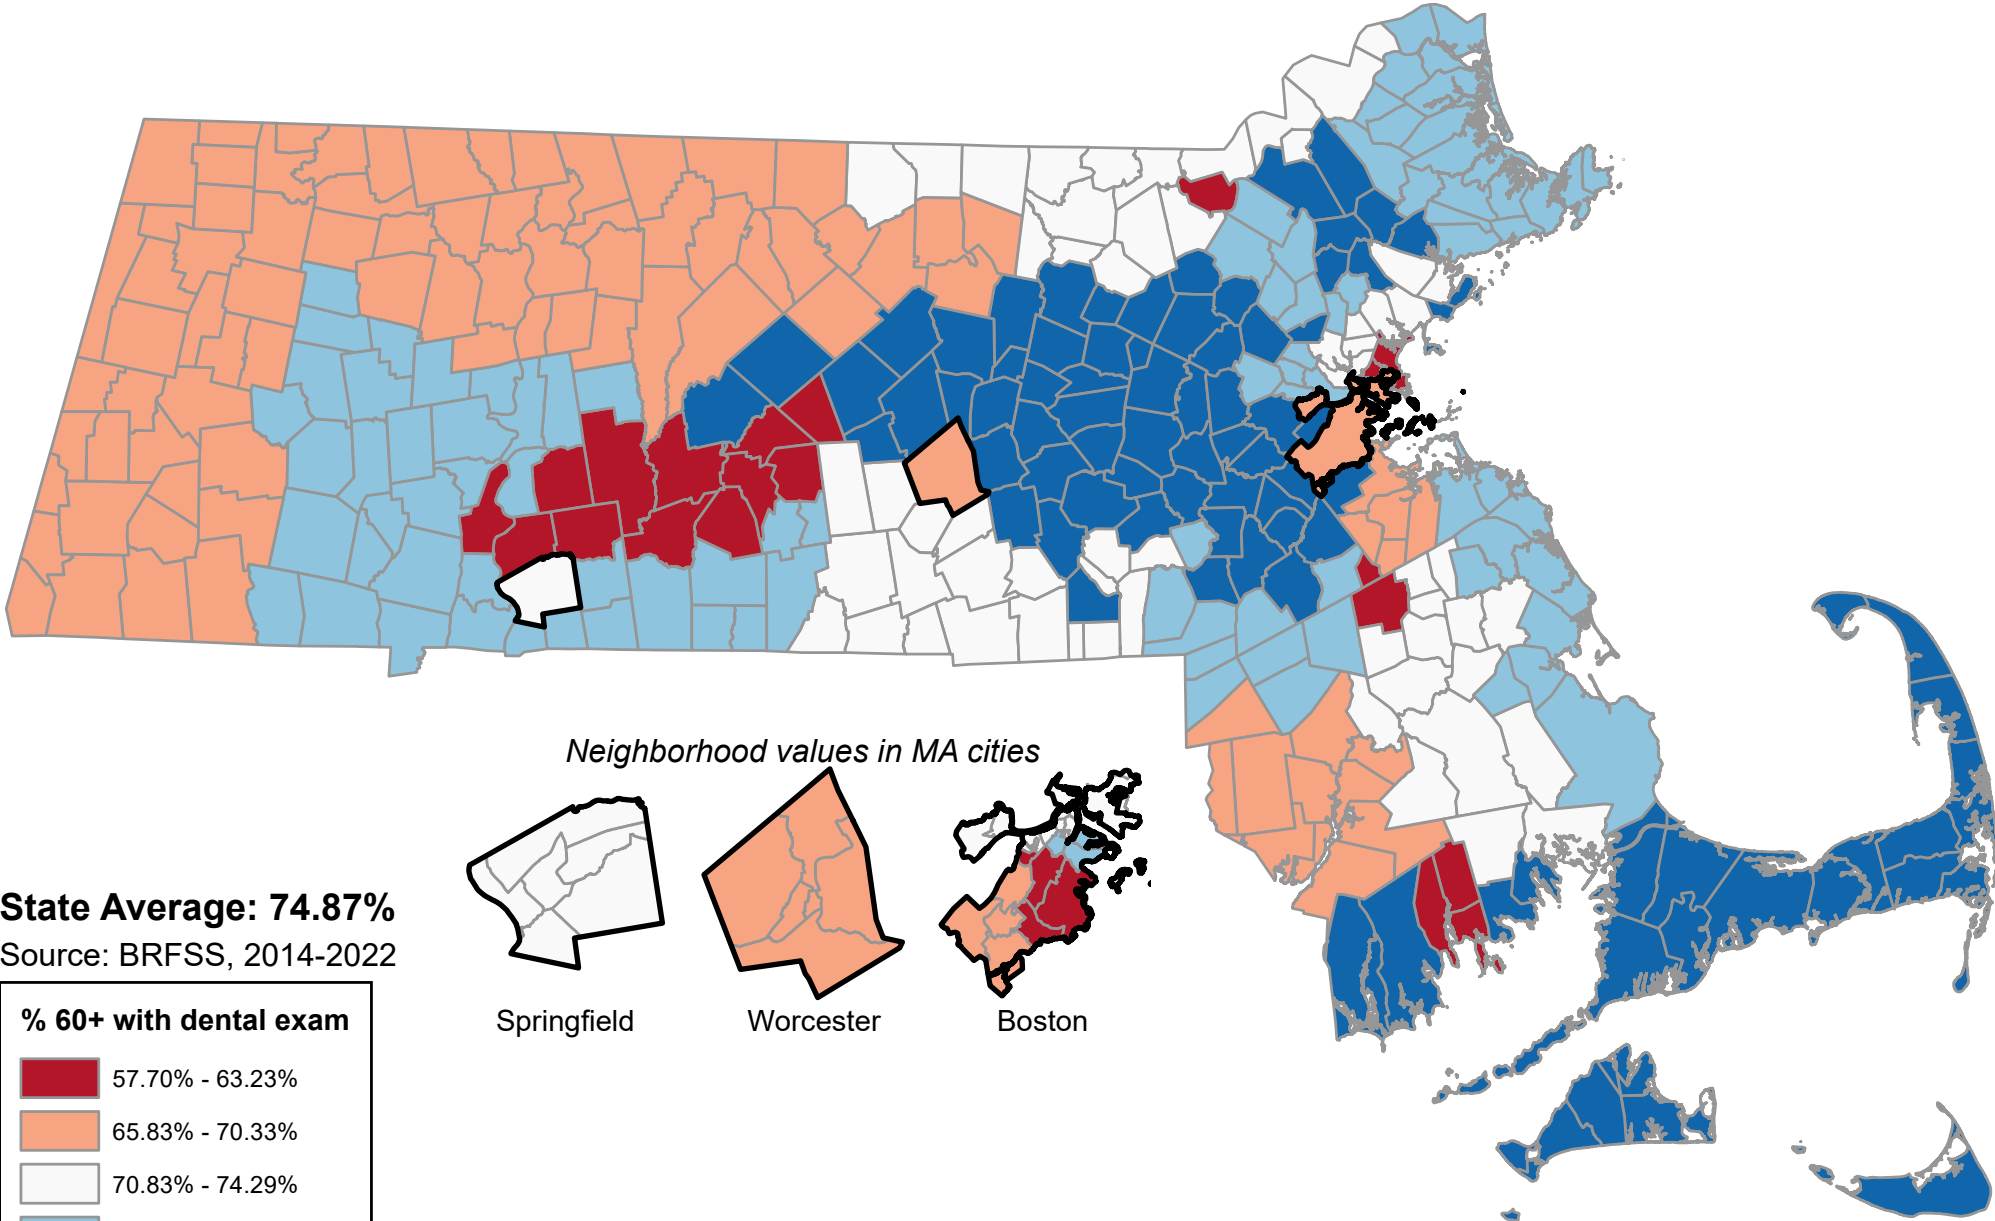 Neighborhood values in MA cities
Springfield
Worcester
Boston
State Average: 74.87%
Source: BRFSS, 2014-2022
% 60+ with dental exam
57.70% - 63.23%
65.83% - 70.33%
70.83% - 74.29%